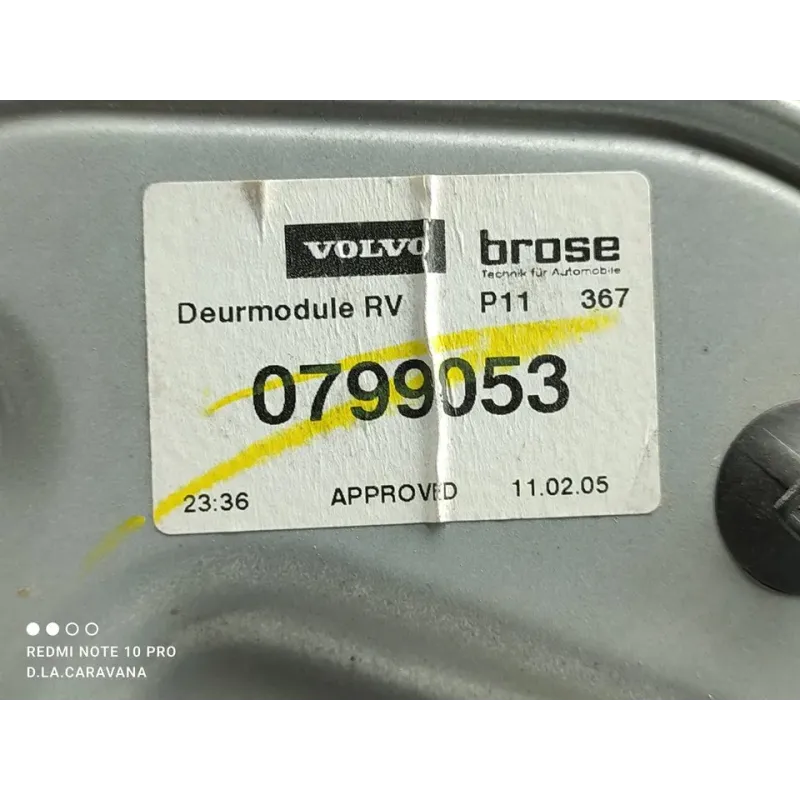 VOLVO brose
Technik für Automobile
Deurmodule RV P11 367
0799053
23:36 APPROVED 11.02.05
REDMI NOTE 10 PRO
D.LA.CARAVANA